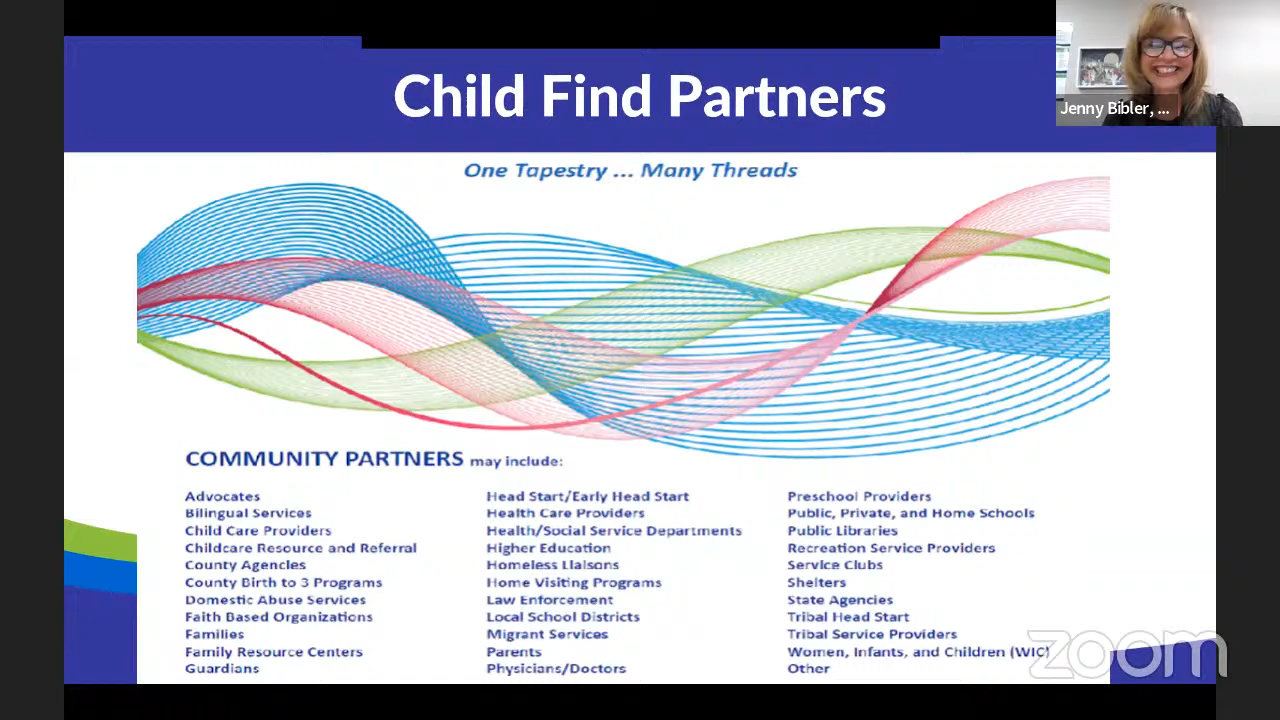 Child Find Partners
Jenny Bibler, ...
One Tapestry ... Many Threads
COMMUNITY PARTNERS may include:
Advocates
Bilingual Services
Child Care Providers
Childcare Resource and Referral
County Agencies
County Birth to 3 Programs
Domestic Abuse Services
Faith Based Organizations
Families
Family Resource Centers
Guardians
Head Start/Early Head Start
Health Care Providers
Health/Social Service Departments
Higher Education
Homeless LIaisons
Home Visiting Programs
Law Enforcement
Local School Districts
Migrant Services
Parents
Physicians/Doctors
Preschool Providers
Public, Private, and Home Schools
Public Libraries
Recreation Service Providers
Service Clubs
Shelters
State Agencies
Tribal Head Start
Tribal Service Providers
Women, Infants, and Children (WIC)
Other
zoom